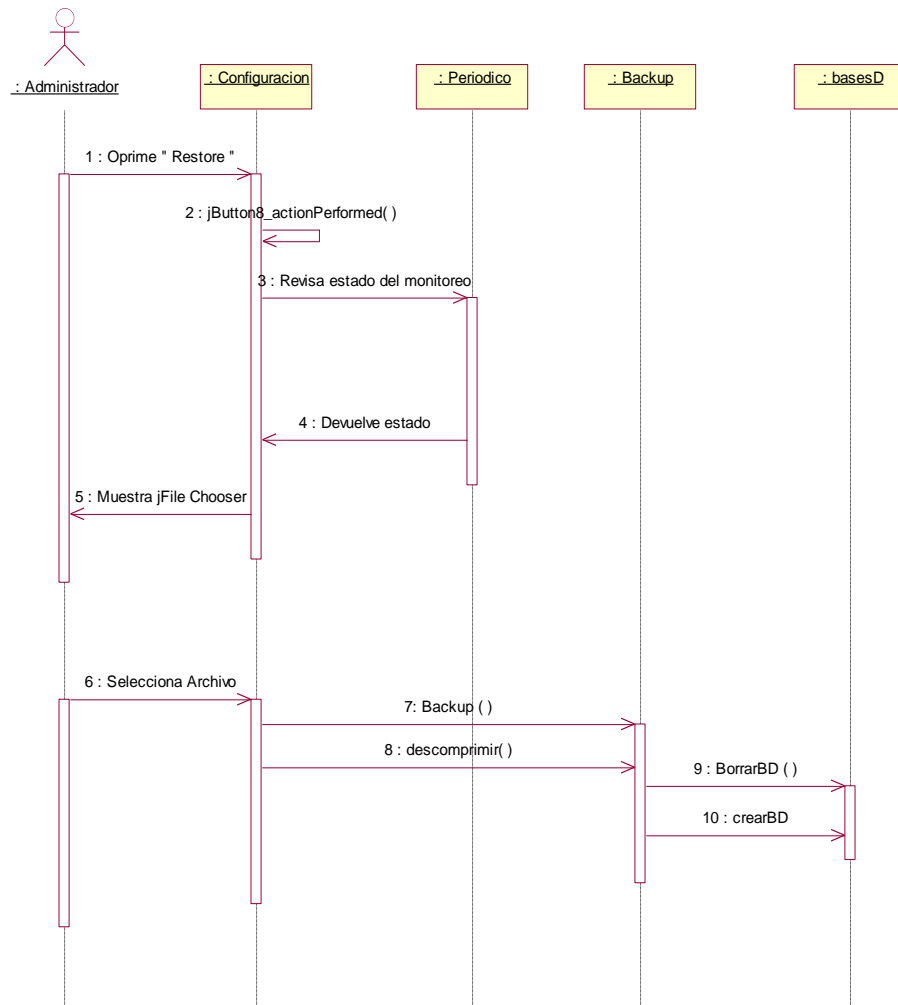 : Administrador
: Configuracion
: Periodico
: Backup
: basesD
1 : Oprime " Restore "
2 : jButton8_actionPerformed( )
3 : Revisa estado del monitoreo
4 : Devuelve estado
5 : Muestra jFile Chooser
6 : Selecciona Archivo
7: Backup ( )
8 : descomprimir( )
9 : BorrarBD ( )
10 : crearBD